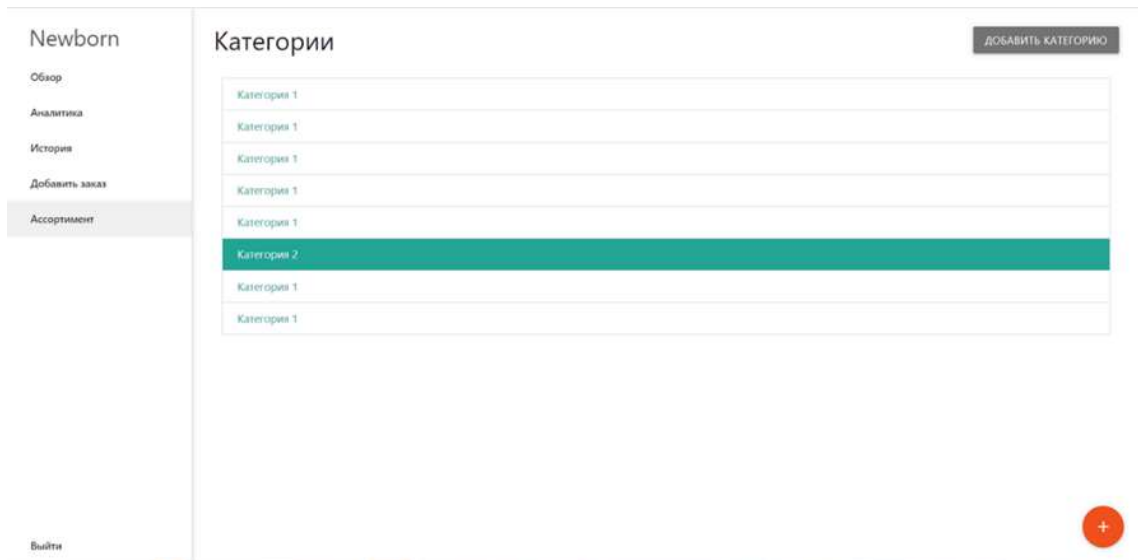 Newborn
Обзор
Аналитика
История
Добавить заказ
Ассортимент
Выйти
Категории
ДОБАВИТЬ КАТЕГОРИЮ
Категория 1
Категория 1
Категория 1
Категория 1
Категория 1
Категория 2
Категория 1
Категория 1
+